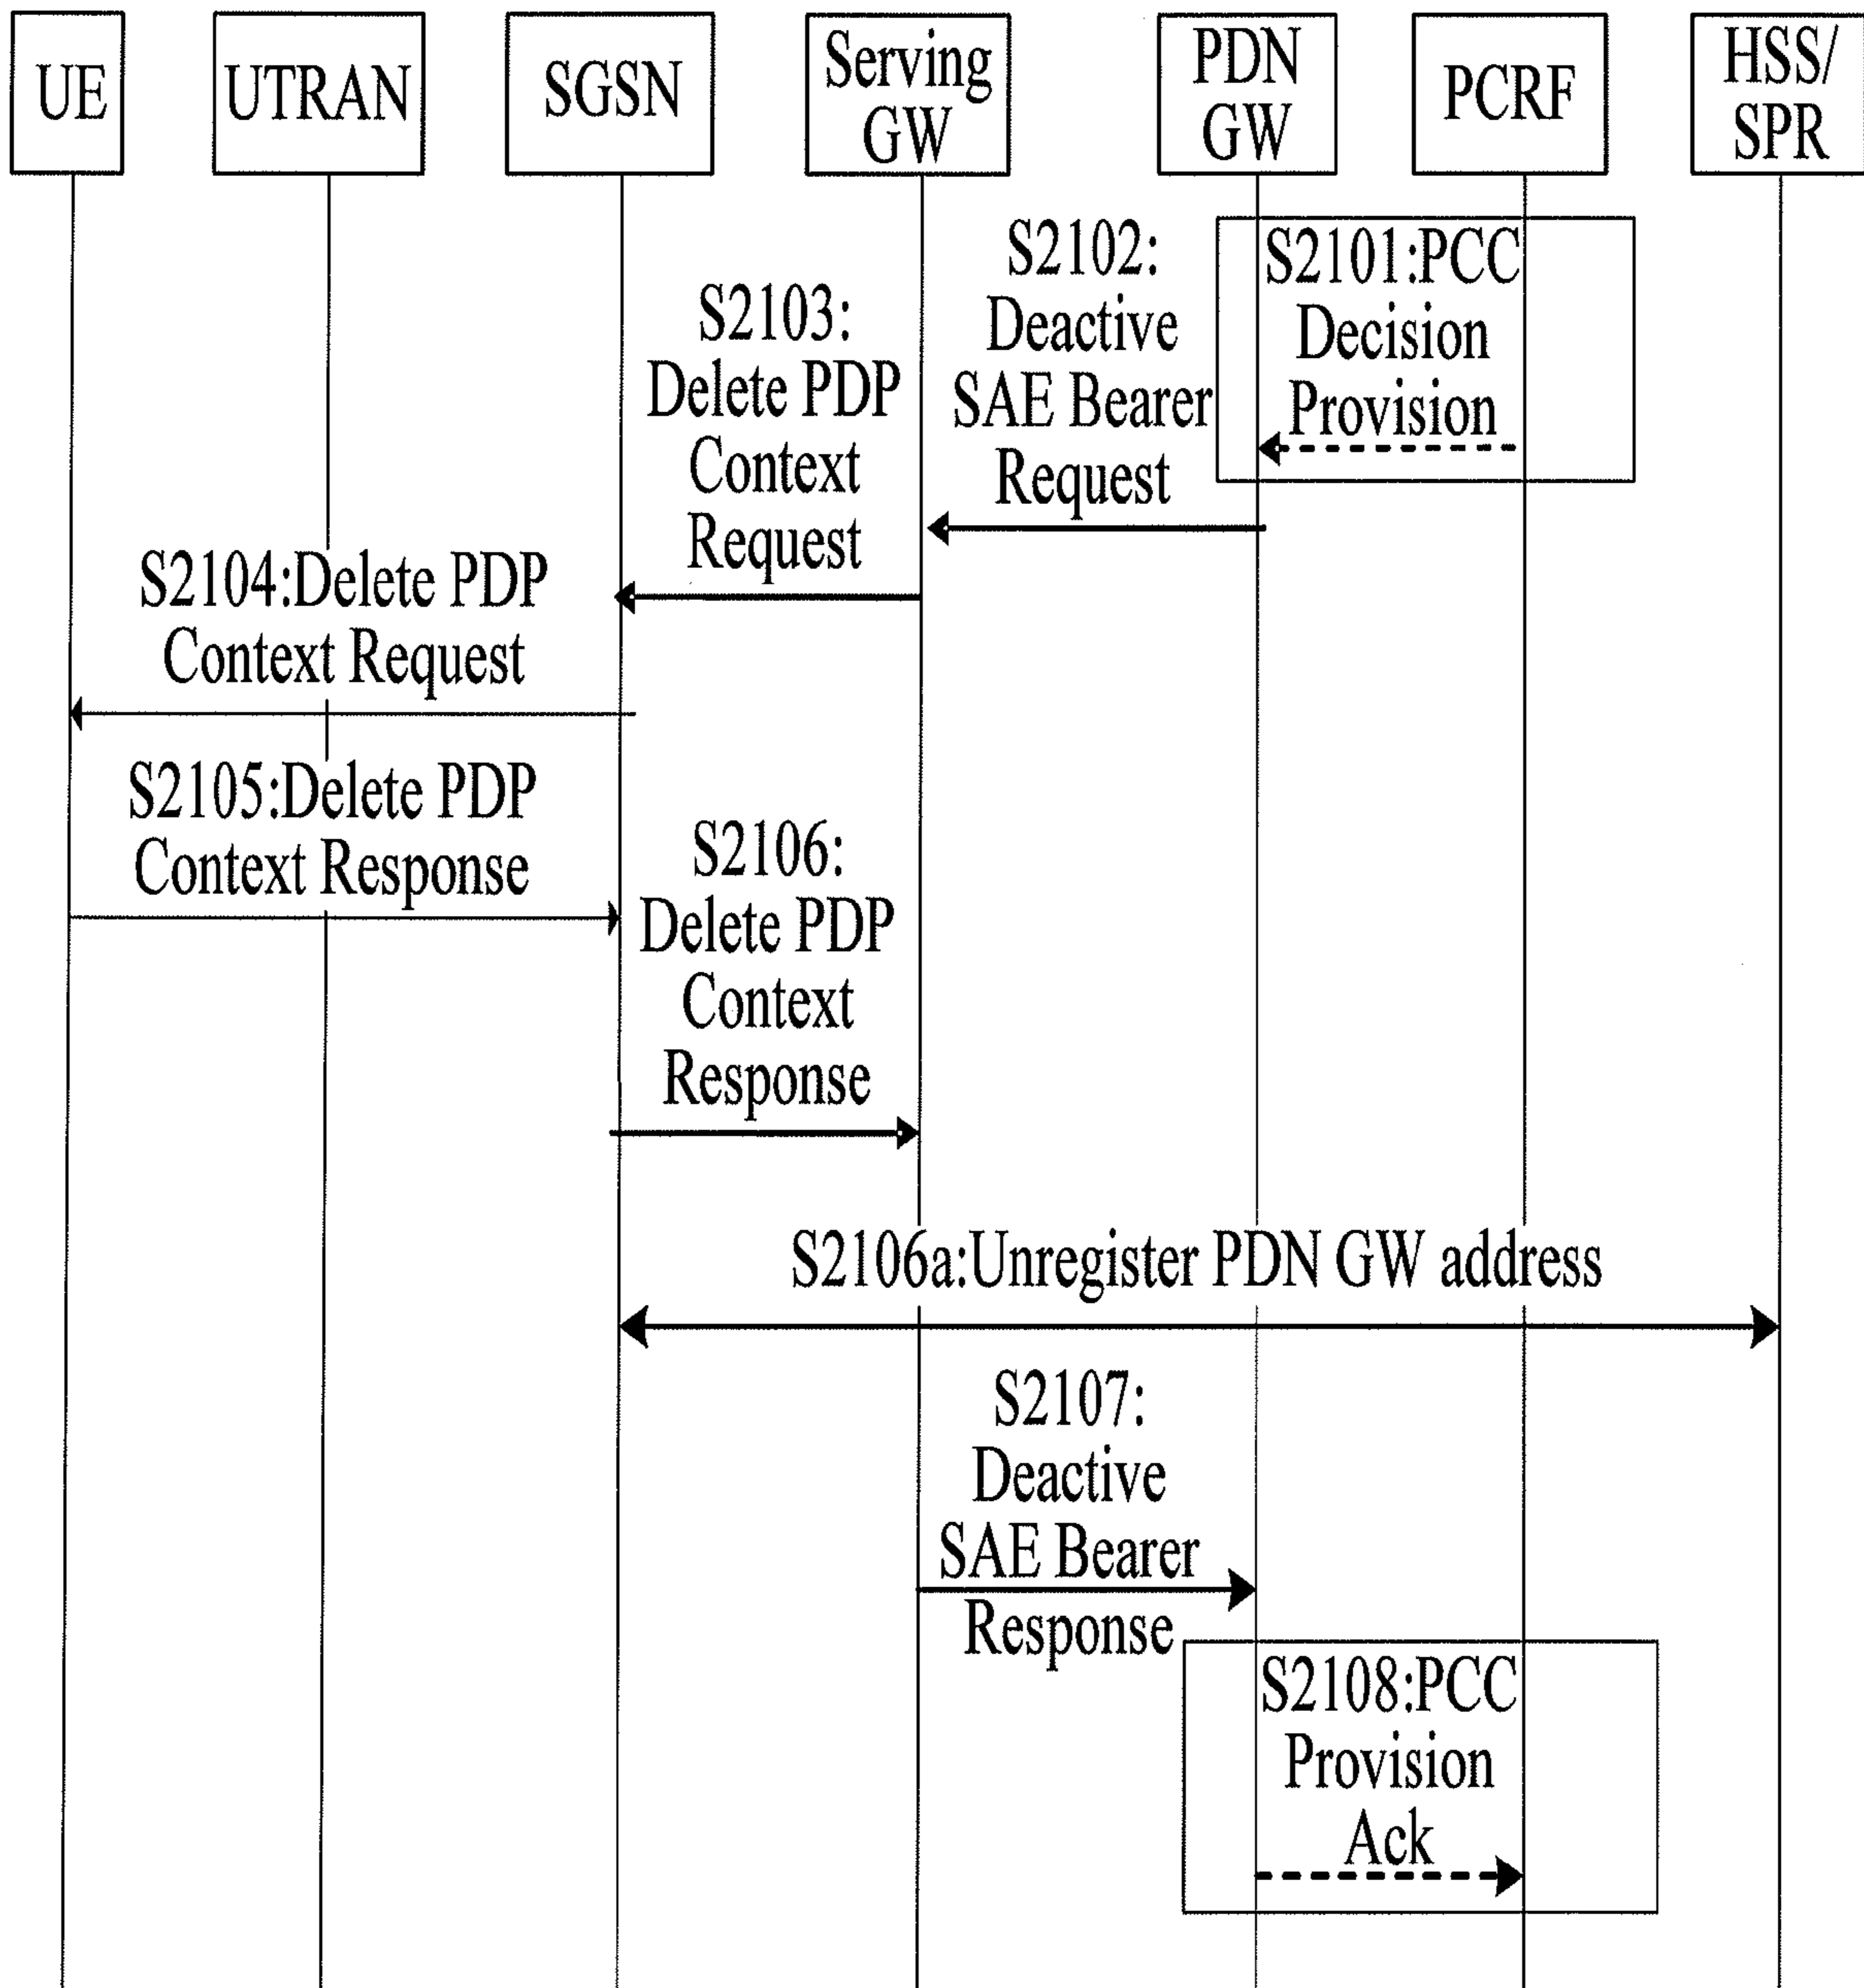 UE
UTRAN
SGSN
Serving
GW
PDN
GW
PCRF
HSS/
SPR
S2101:PCC
Decision
Provision
S2102:
Deactive
SAE Bearer
Request
S2103:
Delete PDP
Context
Request
S2104:Delete PDP
Context Request
S2105:Delete PDP
Context Response
S2106:
Delete PDP
Context
Response
S2106a:Unregister PDN GW address
S2107:
Deactive
SAE Bearer
Response
S2108:PCC
Provision
Ack